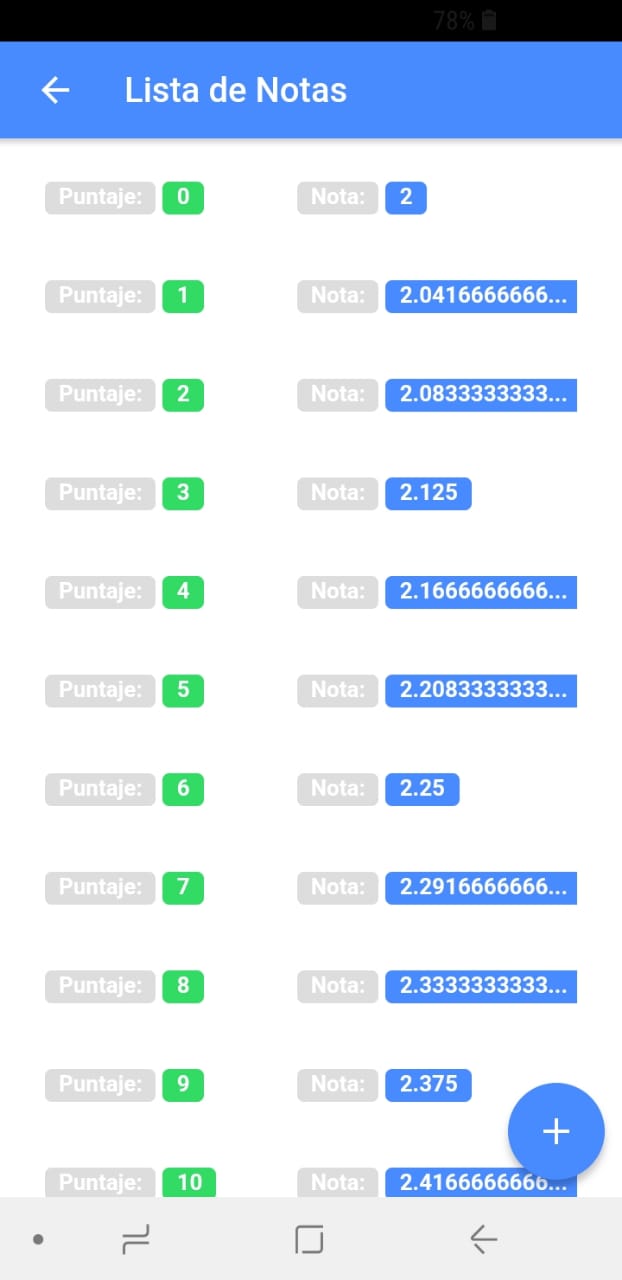 78%
Lista de Notas
Puntaje: 0 Nota: 2
Puntaje: 1 Nota: 2.0416666666...
Puntaje: 2 Nota: 2.0833333333...
Puntaje: 3 Nota: 2.125
Puntaje: 4 Nota: 2.1666666666...
Puntaje: 5 Nota: 2.2083333333...
Puntaje: 6 Nota: 2.25
Puntaje: 7 Nota: 2.2916666666...
Puntaje: 8 Nota: 2.3333333333...
Puntaje: 9 Nota: 2.375
Puntaje: 10 Nota: 2.4166666666...